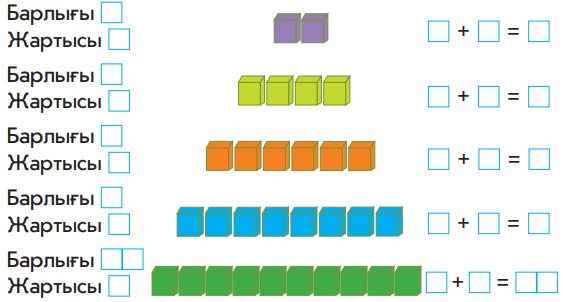 Барлығы □
Жартысы □
□ + □ = □
Барлығы □
Жартысы □
□ + □ = □
Барлығы □
Жартысы □
□ + □ = □
Барлығы □
Жартысы □
□ + □ = □
Барлығы □□
Жартысы □
□ + □ = □□